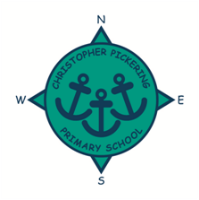 N
CHRISTOPHER PICKERING
W E
PRIMARY SCHOOL
S